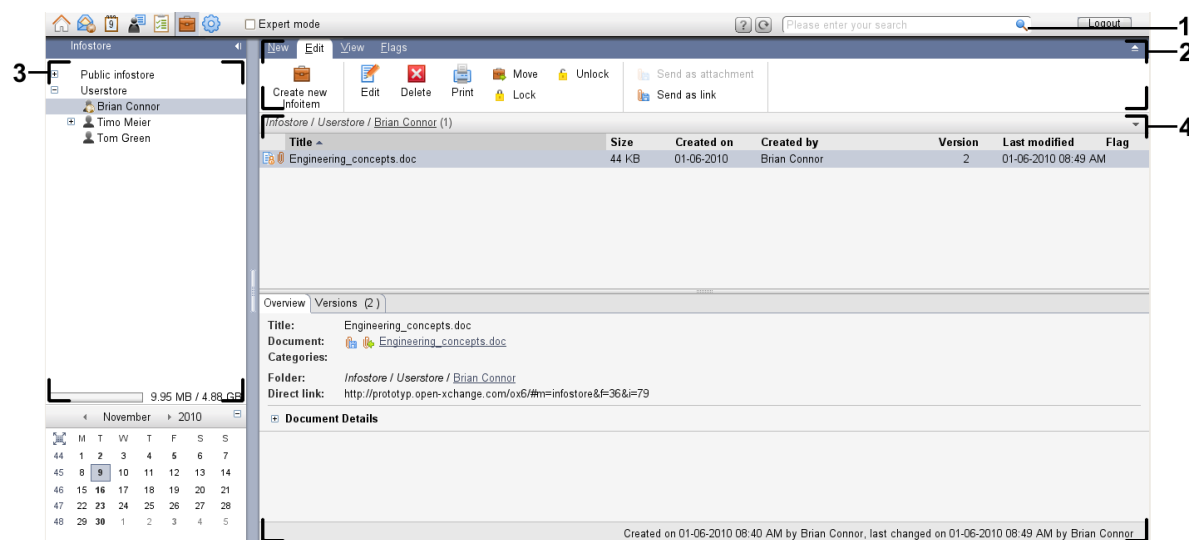 Expert mode
Please enter your search
Logout
1
Infostore
New Edit View Flags
2
3
Public infostore
Userstore
Brian Connor
Timo Meier
Tom Green
Create new Infoitem
Edit
Delete
Print
Move
Lock
Unlock
Send as attachment
Send as link
Infostore / Userstore / Brian Connor (1)
4
Title Size Created on Created by Version Last modified Flag
Engineering_concepts.doc 44 KB 01-06-2010 Brian Connor 2 01-06-2010 08:49 AM
Overview Versions (2)
Title: Engineering_concepts.doc
Document: Engineering_concepts.doc
Categories:
Folder: Infostore / Userstore / Brian Connor
Direct link: http://prototyp.open-xchange.com/ox6/#m=infostore&f=36&i=79
Document Details
9.95 MB / 4.88 GB
November 2010
M T W T F S S
44 1 2 3 4 5 6 7
45 8 9 10 11 12 13 14
46 15 16 17 18 19 20 21
47 22 23 24 25 26 27 28
48 29 30 1 2 3 4 5
Created on 01-06-2010 08:40 AM by Brian Connor, last changed on 01-06-2010 08:49 AM by Brian Connor